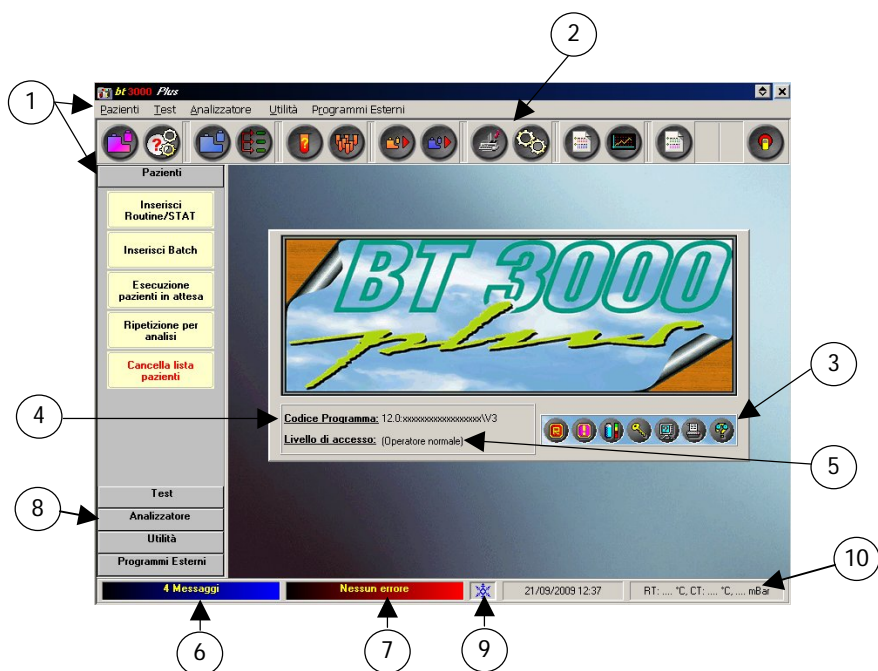 2
1
bt 3000 Plus
Pazienti Test Analizzatore Utilità Programmi Esterni
Pazienti
Inserisci
Routine/STAT
Inserisci Batch
Esecuzione
pazienti in attesa
Ripetizione per
analisi
Cancella lista
pazienti
BT 3000
plus
3
4
Codice Programma: 12.0:xxxxxxxxxxxxxxxxxxx\V3
Livello di accesso: (Operatore normale)
5
8
Test
Analizzatore
Utilità
Programmi Esterni
10
4 Messaggi
Nessun errore
21/09/2009 12:37
RT: .... °C, CT: .... °C, .... mBar
6
7
9